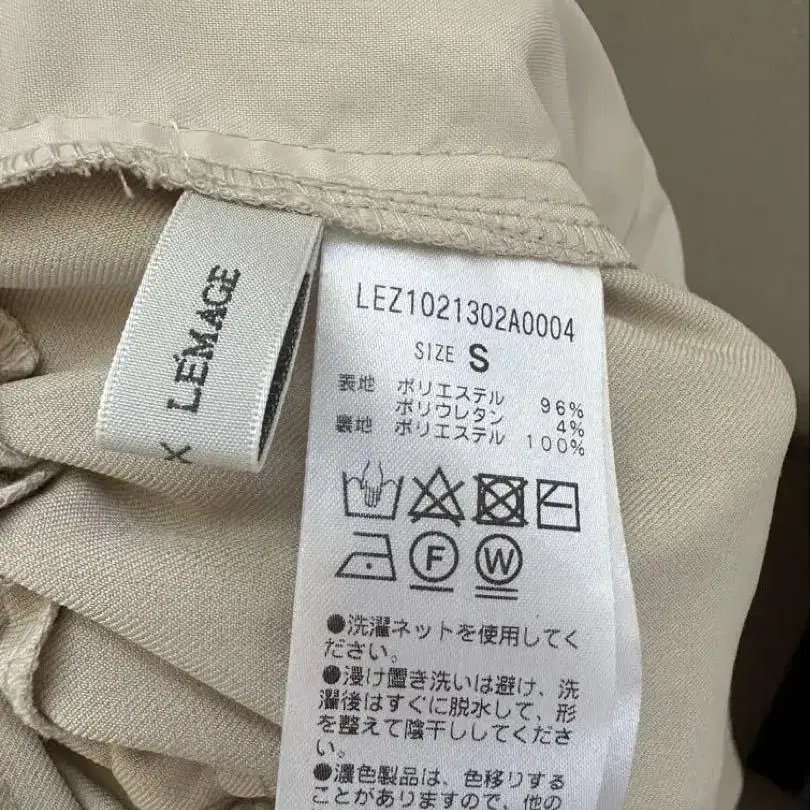 X LE'MAGE
LEZ1021302A0004
SIZE S
表地 ポリエステル 96%
ポリウレタン 4%
裏地 ポリエステル 100%
F W
●洗濯ネットを使用してく
ださい。
●浸け置き洗いは避け、洗
濯後はすぐに脱水して、形
を整えて陰干ししてくださ
い。
●濃色製品は、色移りする
ことがありますので、他の